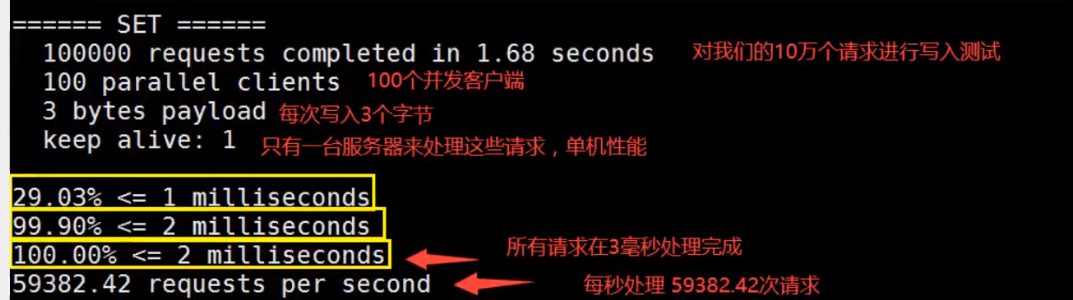 ====== SET ======
100000 requests completed in 1.68 seconds 对我们的10万个请求进行写入测试
100 parallel clients 100个并发客户端
3 bytes payload 每次写入3个字节
keep alive: 1 只有一台服务器来处理这些请求，单机性能
29.03% <= 1 milliseconds
99.90% <= 2 milliseconds
100.00% <= 2 milliseconds 所有请求在3毫秒处理完成
59382.42 requests per second 每秒处理 59382.42次请求